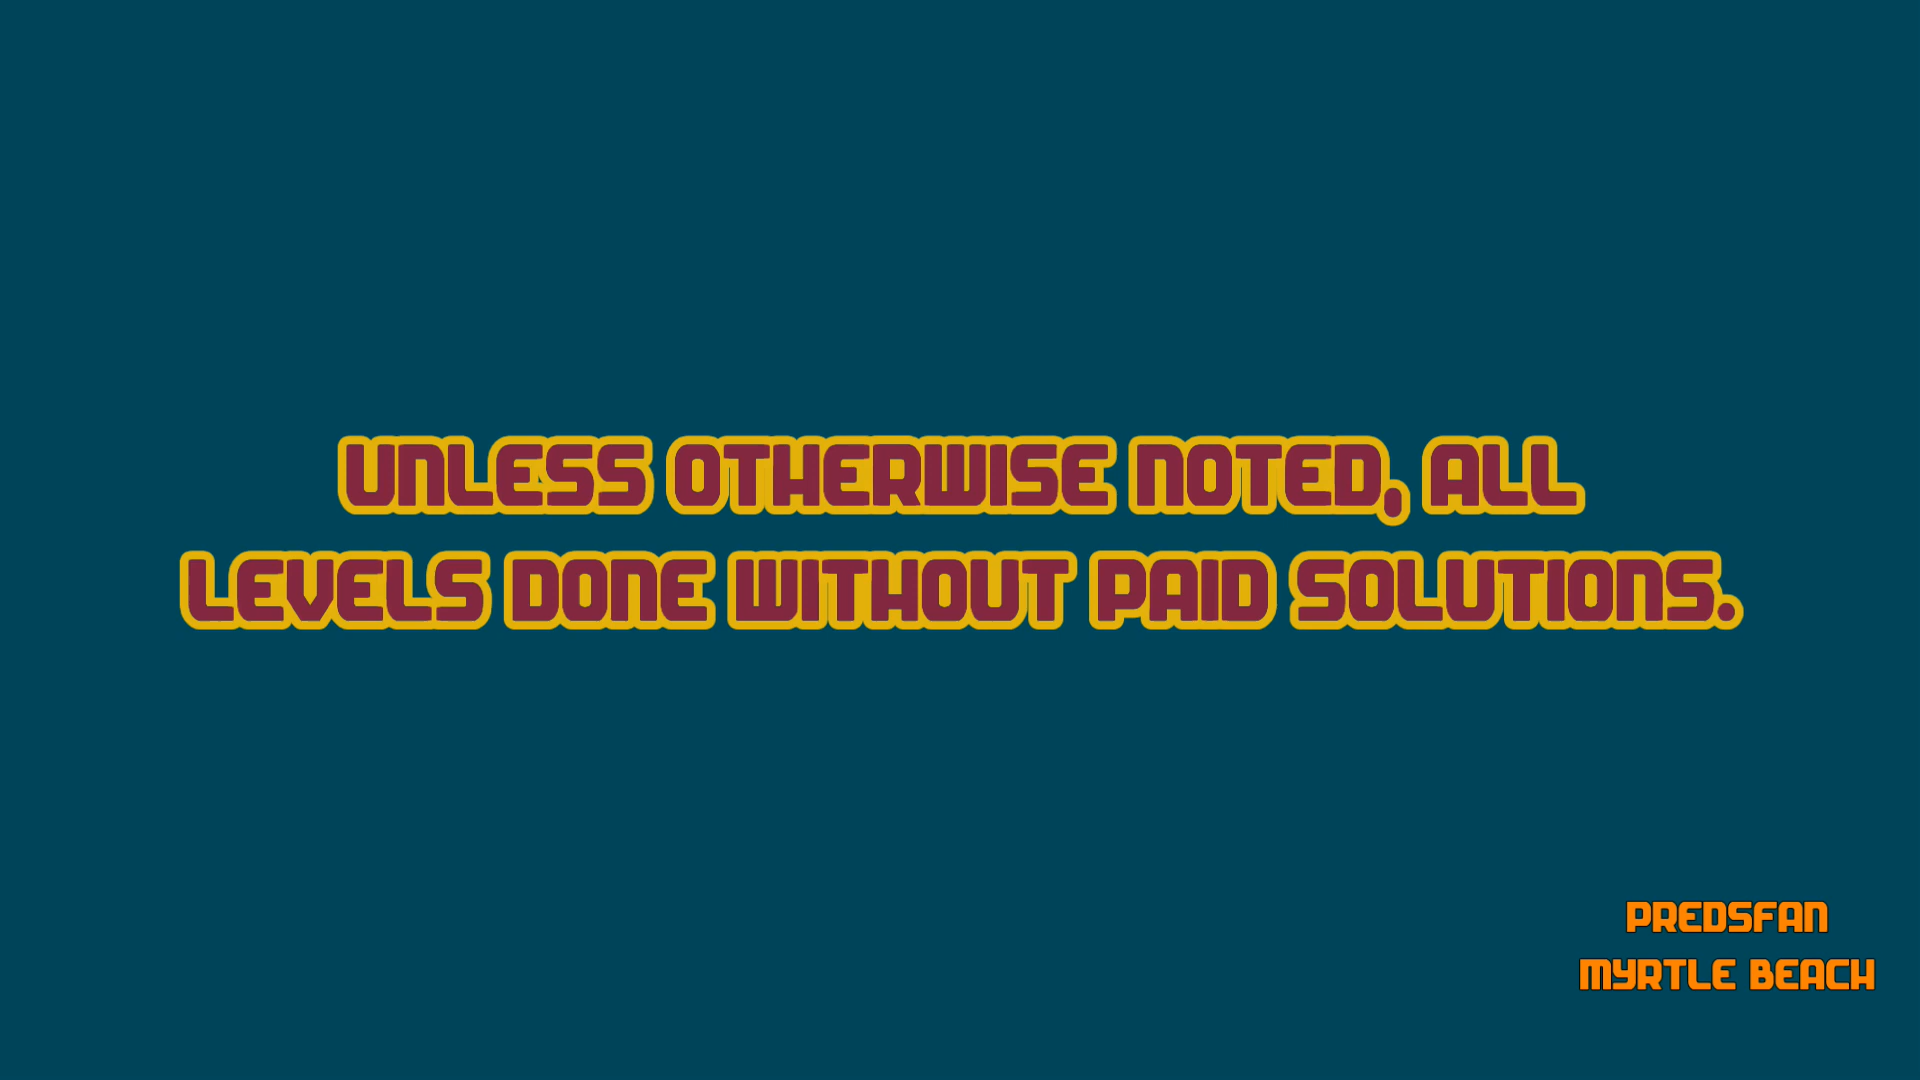 UNLESS OTHERWISE NOTED, ALL
LEVELS DONE WITHOUT PAID SOLUTIONS.
PREDSFAN
MYRTLE BEACH